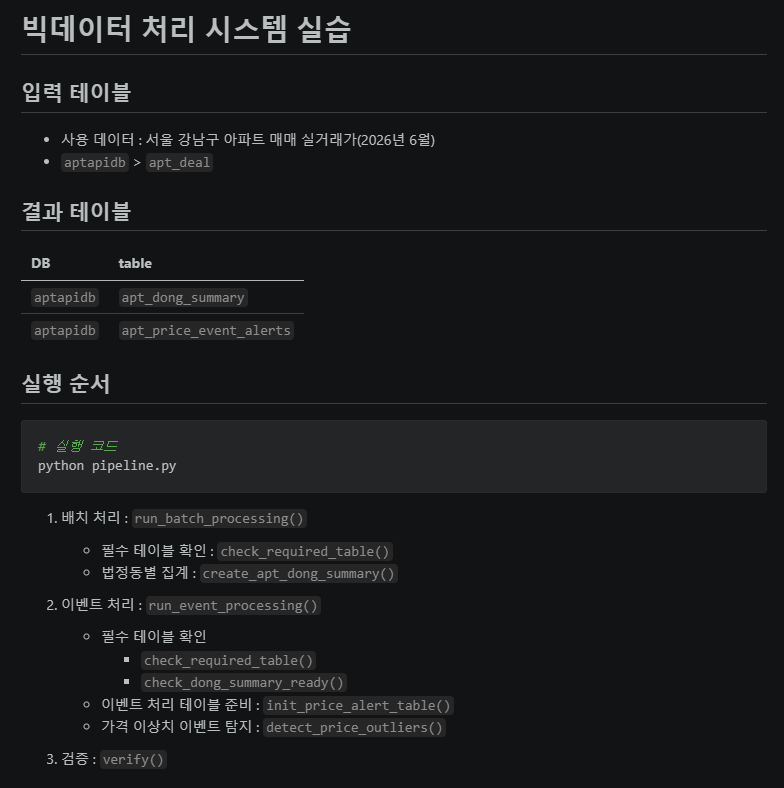 빅데이터 처리 시스템 실습
입력 테이블
사용 데이터 : 서울 강남구 아파트 매매 실거래가(2026년 6월)
aptapidb > apt_deal
결과 테이블
DB table
aptapidb apt_dong_summary
aptapidb apt_price_event_alerts
실행 순서
# 실행 코드
python pipeline.py
1. 배치 처리 : run_batch_processing()
필수 테이블 확인 : check_required_table()
법정동별 집계 : create_apt_dong_summary()
2. 이벤트 처리 : run_event_processing()
필수 테이블 확인
check_required_table()
check_dong_summary_ready()
이벤트 처리 테이블 준비 : init_price_alert_table()
가격 이상치 이벤트 탐지 : detect_price_outliers()
3. 검증 : verify()